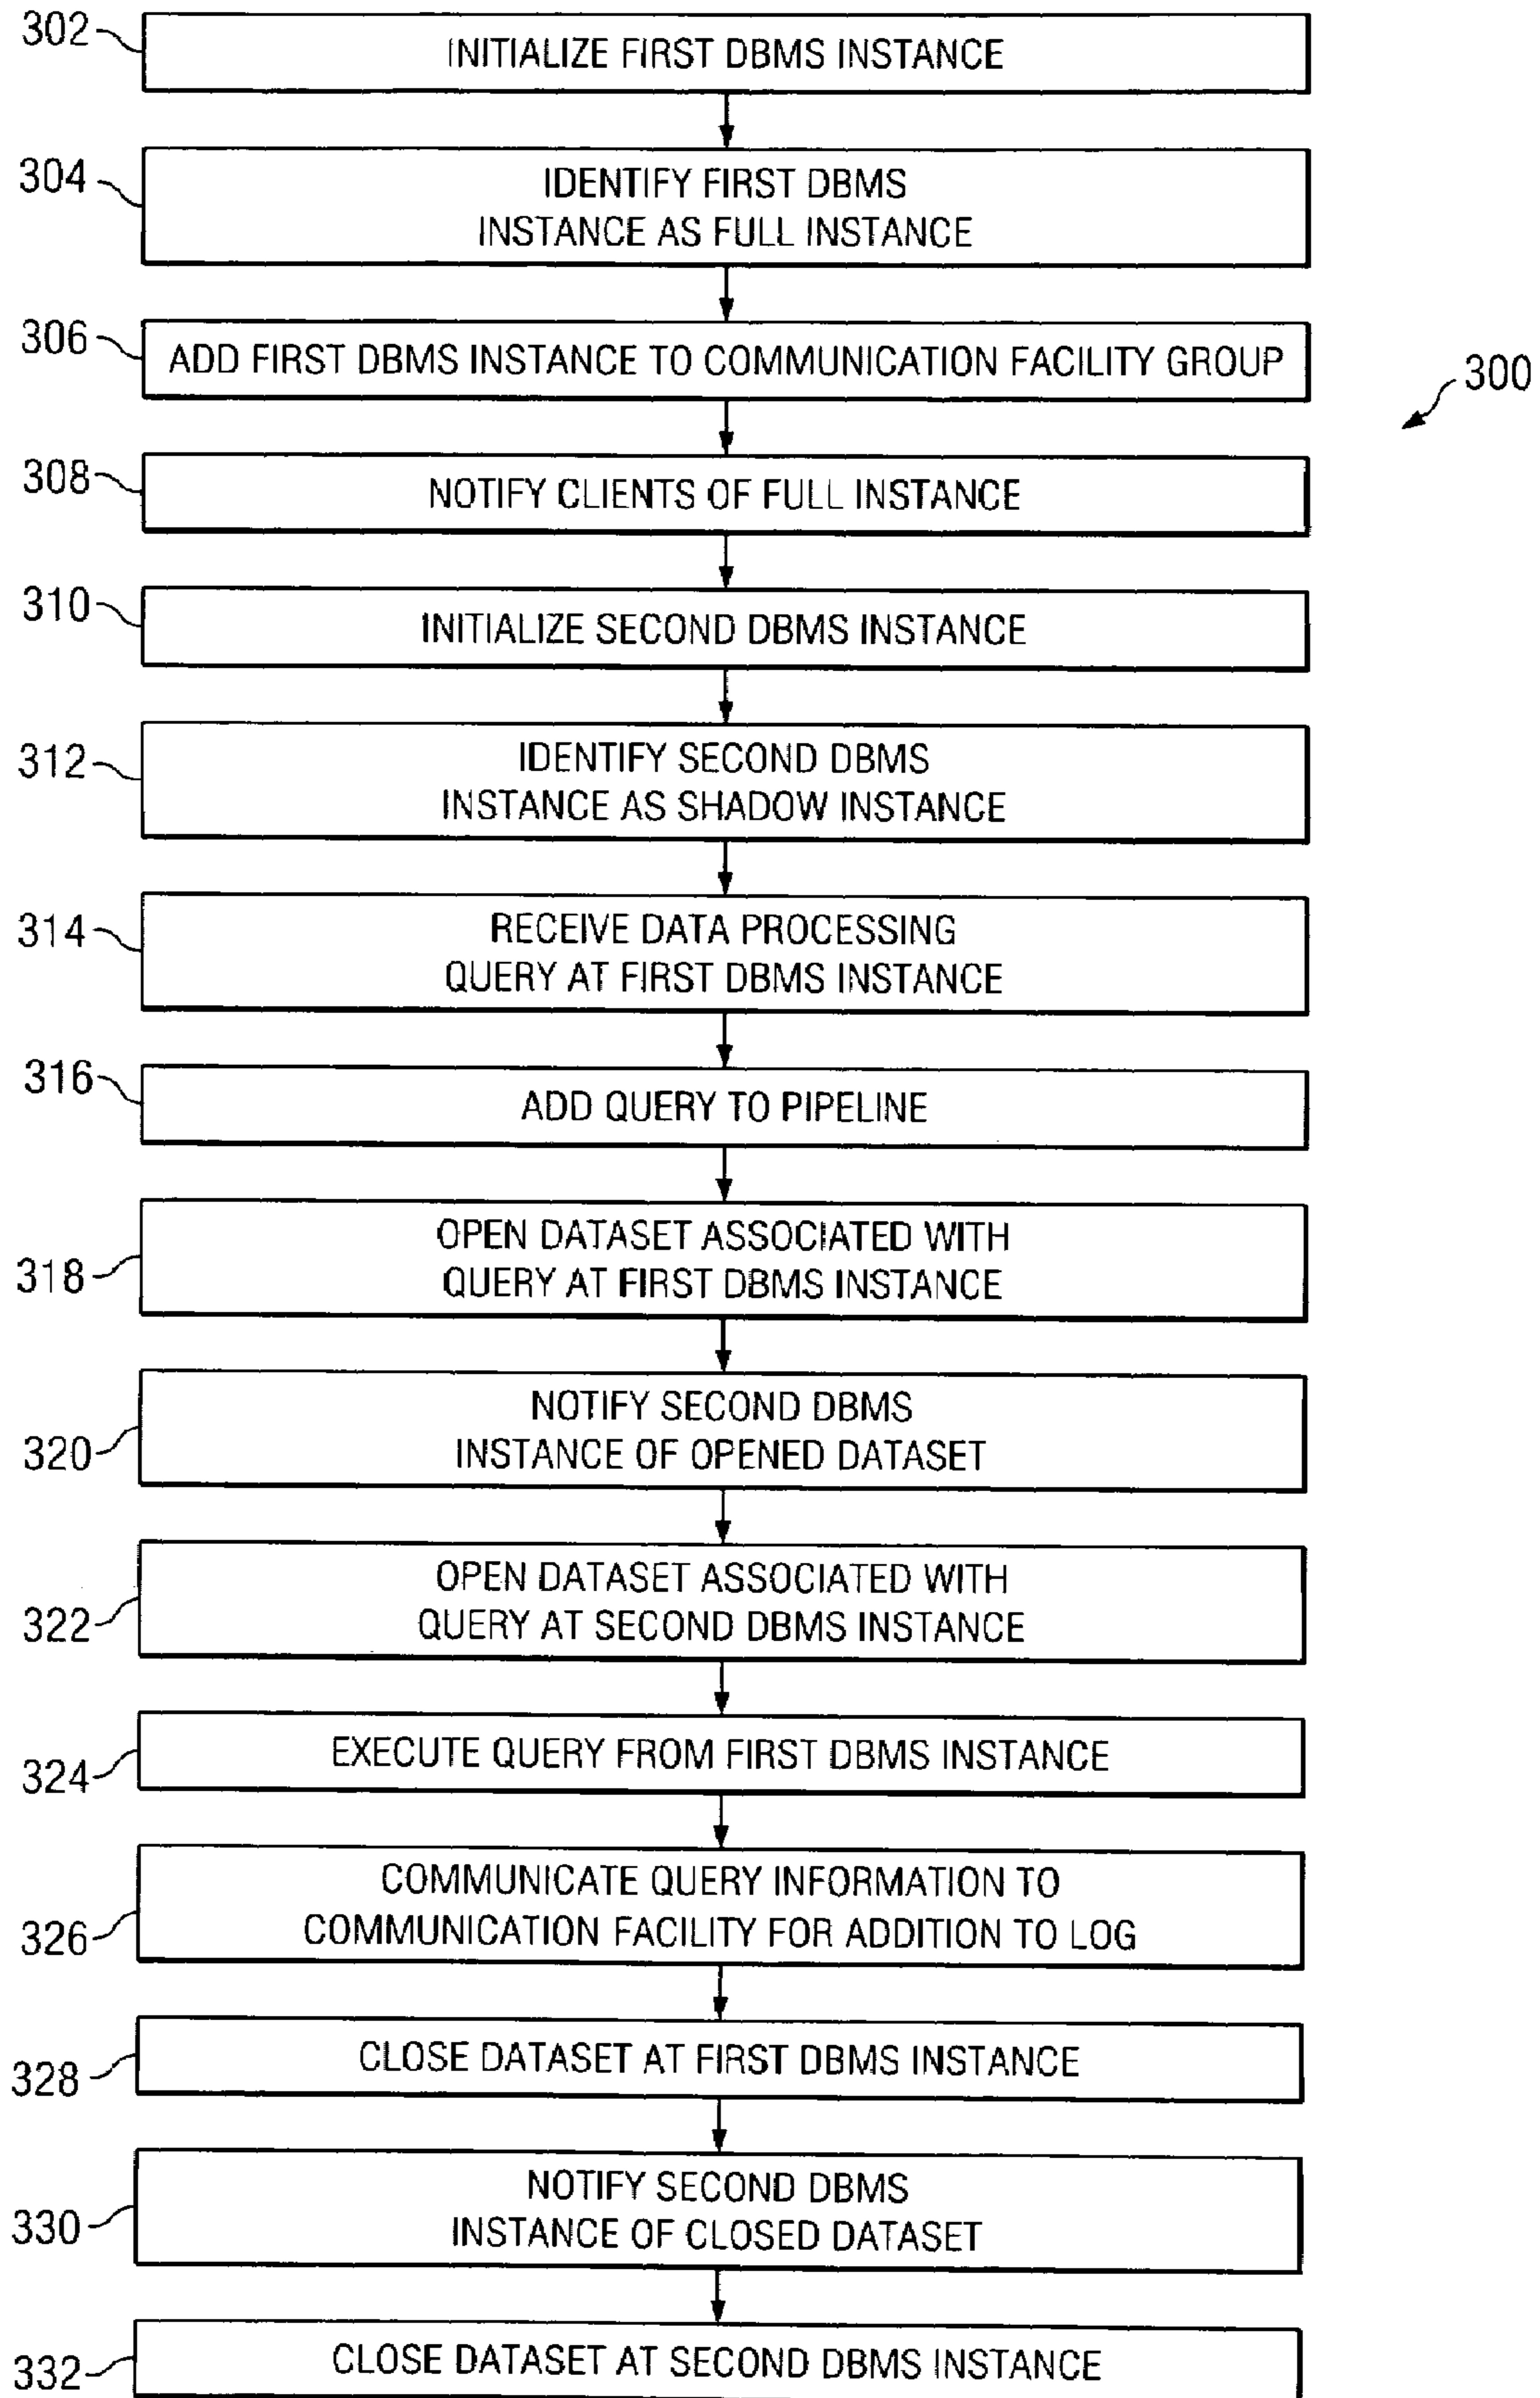 302
INITIALIZE FIRST DBMS INSTANCE
304
IDENTIFY FIRST DBMS
INSTANCE AS FULL INSTANCE
306
ADD FIRST DBMS INSTANCE TO COMMUNICATION FACILITY GROUP
300
308
NOTIFY CLIENTS OF FULL INSTANCE
310
INITIALIZE SECOND DBMS INSTANCE
312
IDENTIFY SECOND DBMS
INSTANCE AS SHADOW INSTANCE
314
RECEIVE DATA PROCESSING
QUERY AT FIRST DBMS INSTANCE
316
ADD QUERY TO PIPELINE
318
OPEN DATASET ASSOCIATED WITH
QUERY AT FIRST DBMS INSTANCE
320
NOTIFY SECOND DBMS
INSTANCE OF OPENED DATASET
322
OPEN DATASET ASSOCIATED WITH
QUERY AT SECOND DBMS INSTANCE
324
EXECUTE QUERY FROM FIRST DBMS INSTANCE
326
COMMUNICATE QUERY INFORMATION TO
COMMUNICATION FACILITY FOR ADDITION TO LOG
328
CLOSE DATASET AT FIRST DBMS INSTANCE
330
NOTIFY SECOND DBMS
INSTANCE OF CLOSED DATASET
332
CLOSE DATASET AT SECOND DBMS INSTANCE